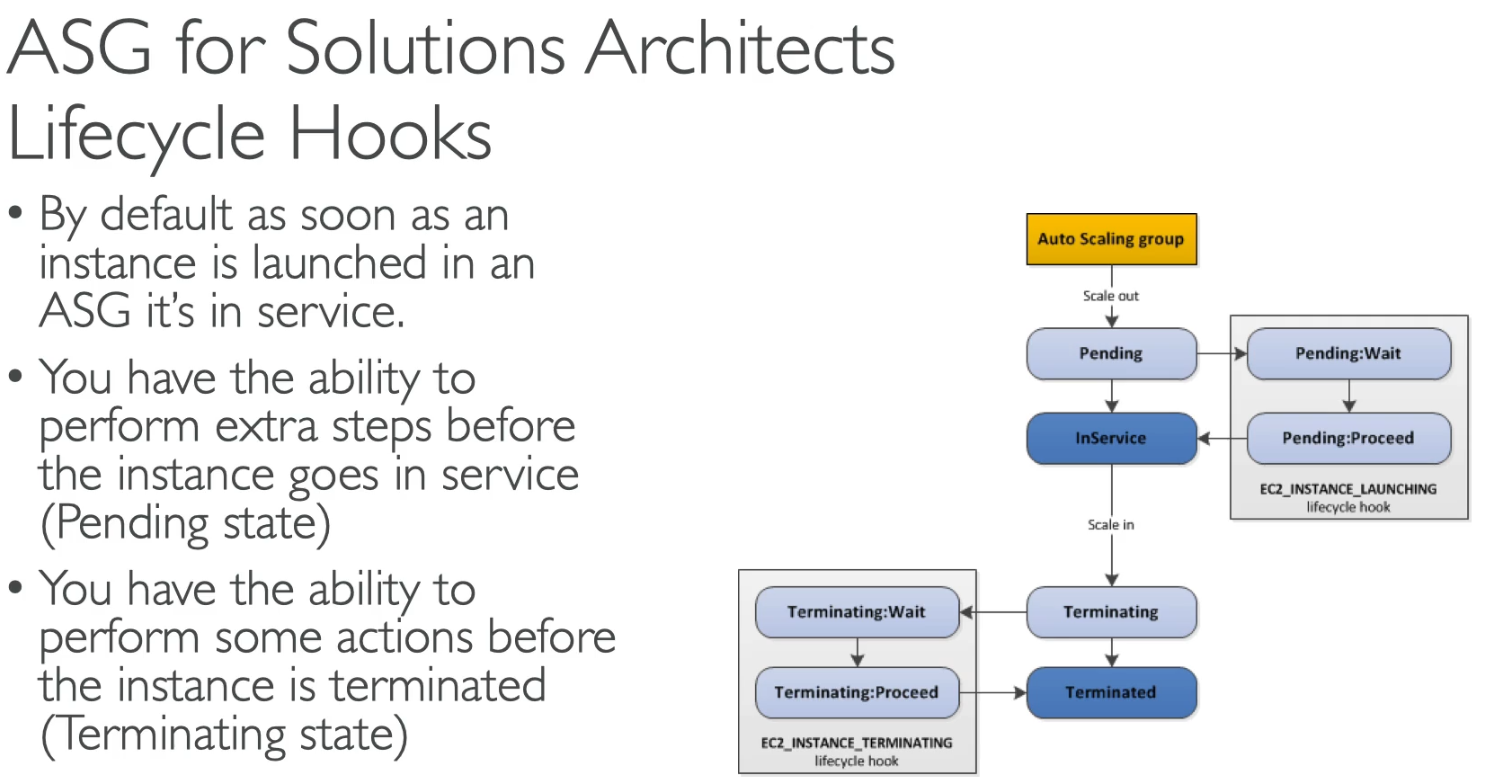 ASG for Solutions Architects
Lifecycle Hooks
• By default as soon as an
instance is launched in an
ASG it's in service.
• You have the ability to
perform extra steps before
the instance goes in service
(Pending state)
• You have the ability to
perform some actions before
the instance is terminated
(Terminating state)
Auto Scaling group
Scale out
Pending
Pending:Wait
InService
Pending:Proceed
EC2_INSTANCE_LAUNCHING
lifecycle hook
Scale in
Terminating:Wait
Terminating
Terminating:Proceed
Terminated
EC2_INSTANCE_TERMINATING
lifecycle hook